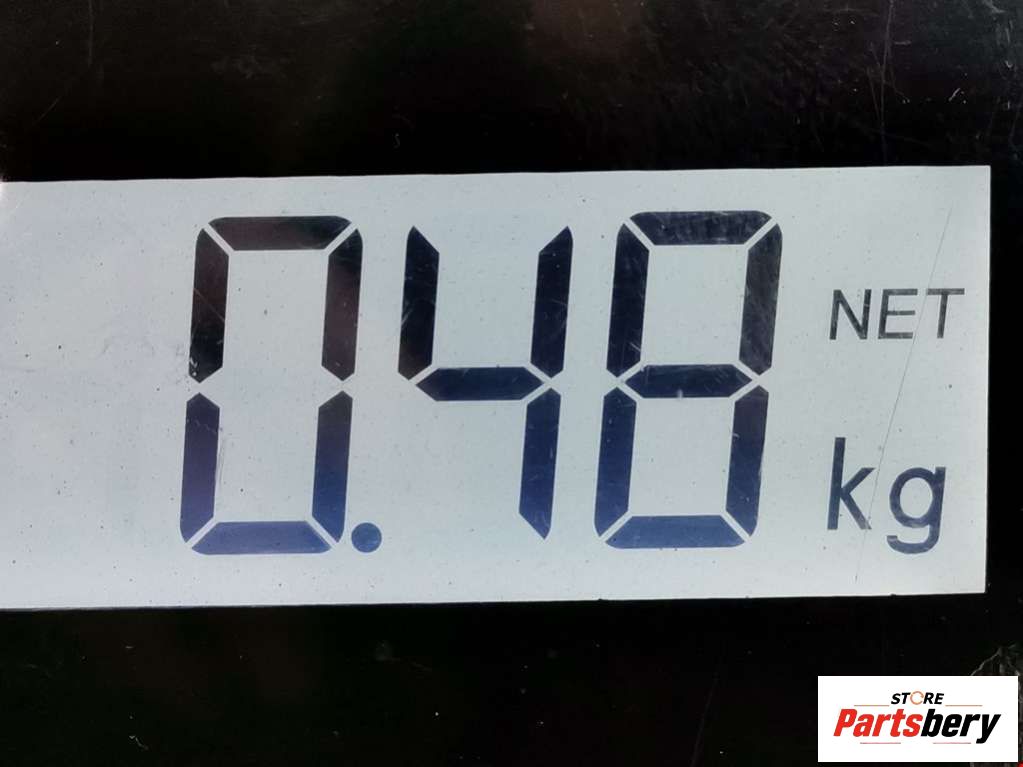 0.48
NET
kg
STORE
Partsbery